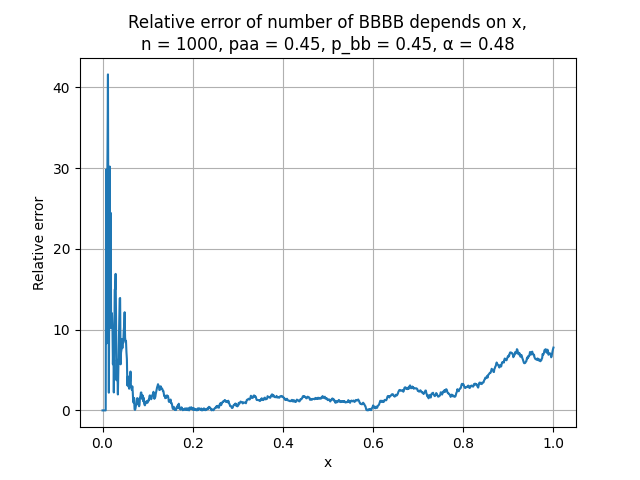 Relative error of number of BBBB depends on x,
n = 1000, paa = 0.45, p_bb = 0.45, α = 0.48
Relative error
40
30
20
10
0
0.0 0.2 0.4 0.6 0.8 1.0
x